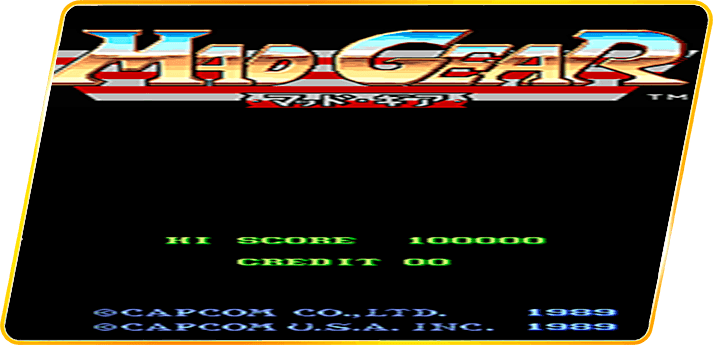 MAD GEAR
マッド・ギア
TM
HI SCORE 100000
CREDIT 00
©CAPCOM CO.,LTD. 1989
©CAPCOM U.S.A. INC. 1989